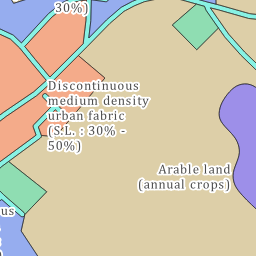 30%)
Discontinuous
medium density
urban fabric
(S.L. : 30% -
50%)
Arable land
(annual crops)
us